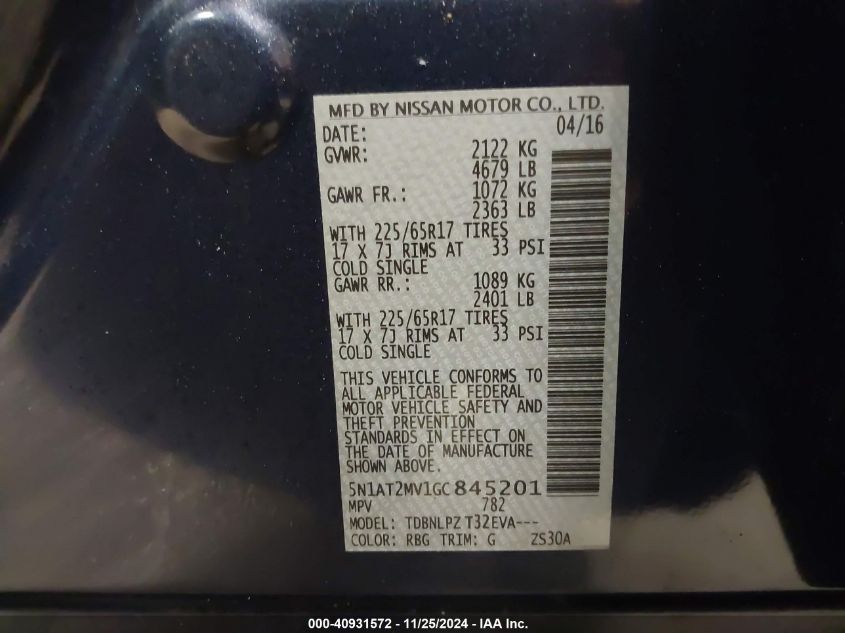 MFD BY NISSAN MOTOR CO., LTD.
DATE: 04/16
GVWR: 2122 KG
4679 LB
GAWR FR.: 1072 KG
2363 LB
WITH 225/65R17 TIRES
17 X 7J RIMS AT 33 PSI
COLD SINGLE
GAWR RR.: 1089 KG
2401 LB
WITH 225/65R17 TIRES
17 X 7J RIMS AT 33 PSI
COLD SINGLE
THIS VEHICLE CONFORMS TO
ALL APPLICABLE FEDERAL
MOTOR VEHICLE SAFETY AND
THEFT PREVENTION
STANDARDS IN EFFECT ON
THE DATE OF MANUFACTURE
SHOWN ABOVE.
5N1AT2MV1GC845201
MPV 782
MODEL: TDBNLPZ T32EVA---
COLOR: RBG TRIM: G ZS30A
000-40931572 - 11/25/2024 - IAA Inc.